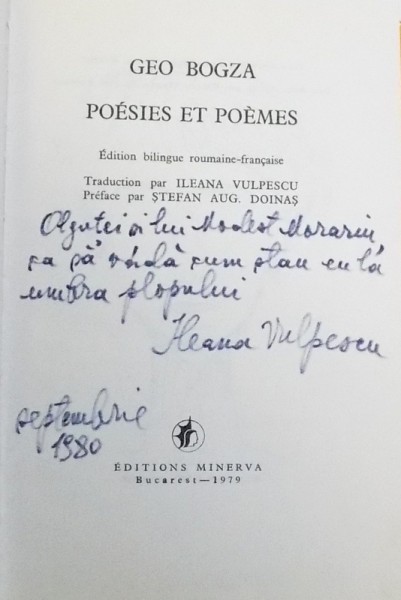 GEO BOGZA
POÉSIES ET POÈMES
Édition bilingue roumaine-française
Traduction par ILEANA VULPESCU
Préface par ȘTEFAN AUG. DOINAȘ
Olguței și lui Modest Morariu,
ca să vadă cum stau eu la
umbra plopului
Ileana Vulpescu
septembrie
1980
ÉDITIONS MINERVA
Bucarest—1979